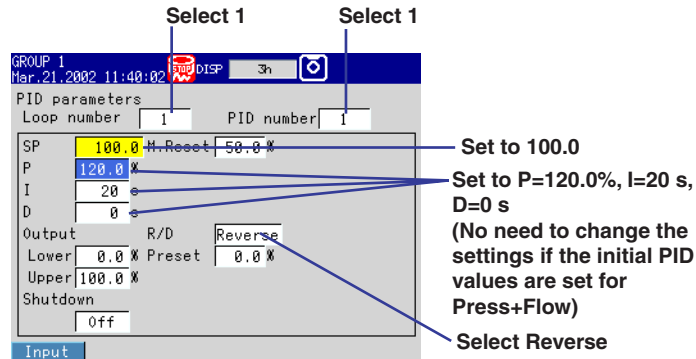 Select 1 Select 1
GROUP 1
Mar.21.2002 11:40:02 STOP DISP 3h
PID parameters
Loop number 1 PID number 1
SP 100.0 M.Reset 50.0 %
P 120.0 %
I 20 s
D 0 s
Output R/D Reverse
Lower 0.0 % Preset 0.0 %
Upper 100.0 %
Shutdown
Off
Input
Set to 100.0
Set to P=120.0%, I=20 s,
D=0 s
(No need to change the
settings if the initial PID
values are set for
Press+Flow)
Select Reverse